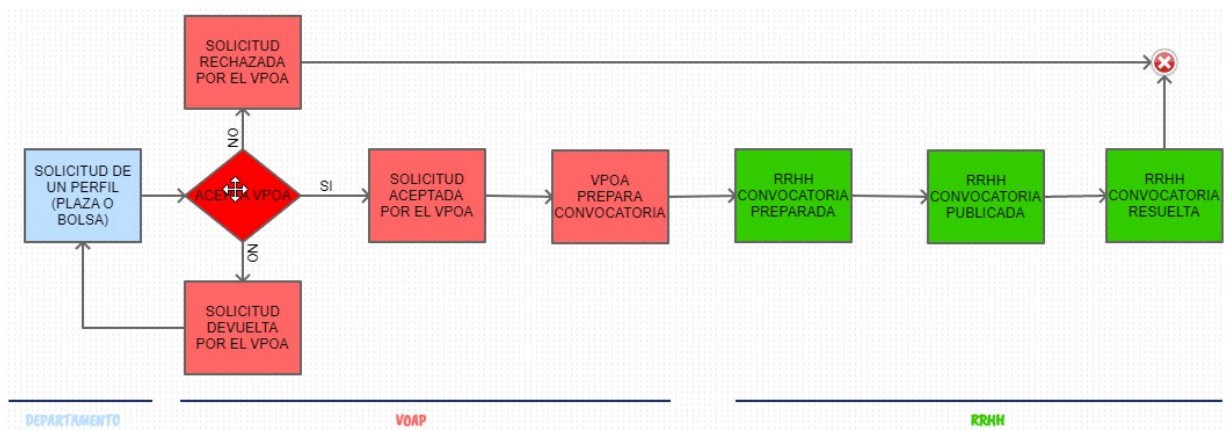 SOLICITUD
RECHAZADA
POR EL VPOA
NO
SOLICITUD DE
UN PERFIL
(PLAZA O
BOLSA)
ACEPTA VPOA
SI
SOLICITUD
ACEPTADA
POR EL VPOA
VPOA
PREPARA
CONVOCATORIA
RRHH
CONVOCATORIA
PREPARADA
RRHH
CONVOCATORIA
PUBLICADA
RRHH
CONVOCATORIA
RESUELTA
NO
SOLICITUD
DEVUELTA
POR EL VPOA
DEPARTAMENTO
VOAP
RRHH